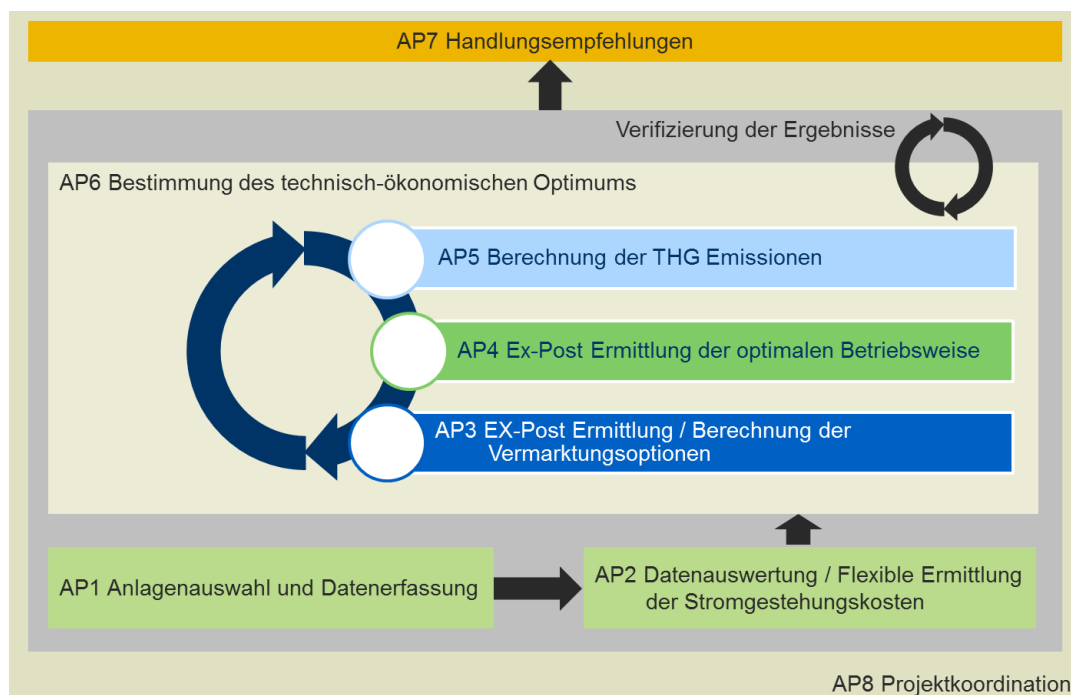 AP7 Handlungsempfehlungen
Verifizierung der Ergebnisse
AP6 Bestimmung des technisch-ökonomischen Optimums
AP5 Berechnung der THG Emissionen
AP4 Ex-Post Ermittlung der optimalen Betriebsweise
AP3 EX-Post Ermittlung / Berechnung der
Vermarktungsoptionen
AP1 Anlagenauswahl und Datenerfassung
AP2 Datenauswertung / Flexible Ermittlung
der Stromgestehungskosten
AP8 Projektkoordination